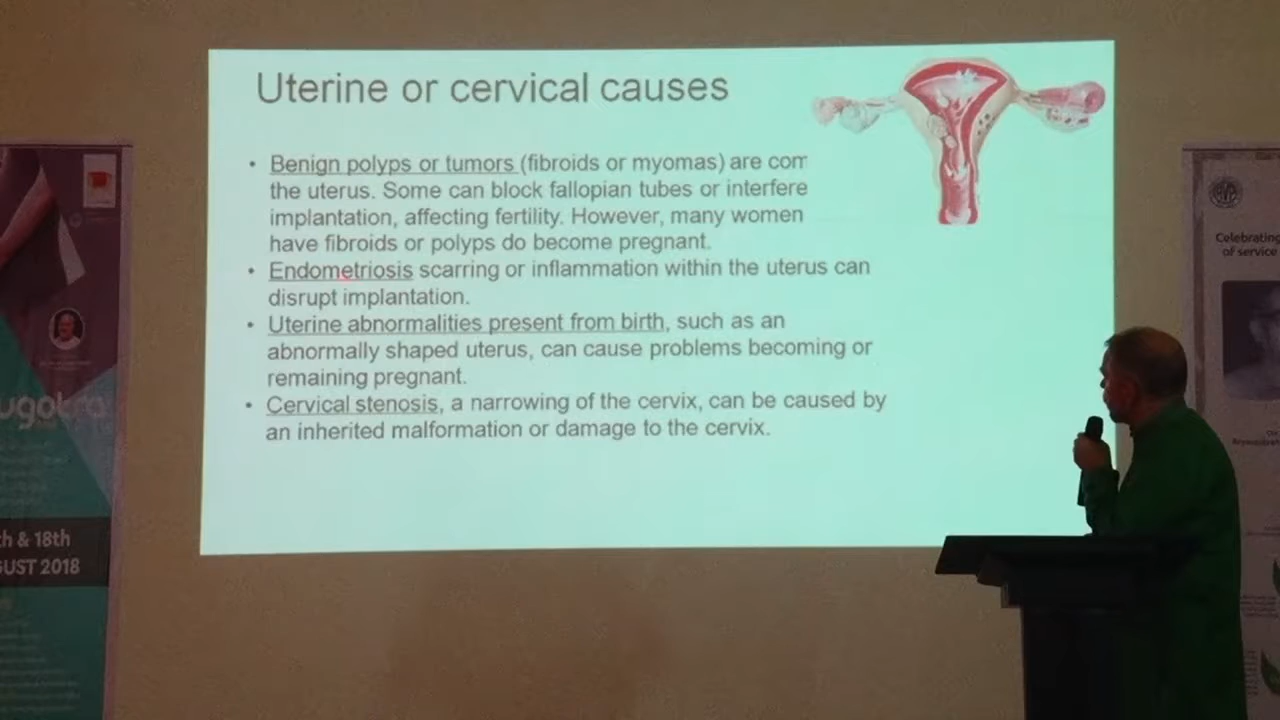 Uterine or cervical causes
• Benign polyps or tumors (fibroids or myomas) are com
the uterus. Some can block fallopian tubes or interfere
implantation, affecting fertility. However, many women
have fibroids or polyps do become pregnant.
• Endometriosis scarring or inflammation within the uterus can
disrupt implantation.
• Uterine abnormalities present from birth, such as an
abnormally shaped uterus, can cause problems becoming or
remaining pregnant.
• Cervical stenosis, a narrowing of the cervix, can be caused by
an inherited malformation or damage to the cervix.
th & 18th
GUST 2018
Celebrating
of service